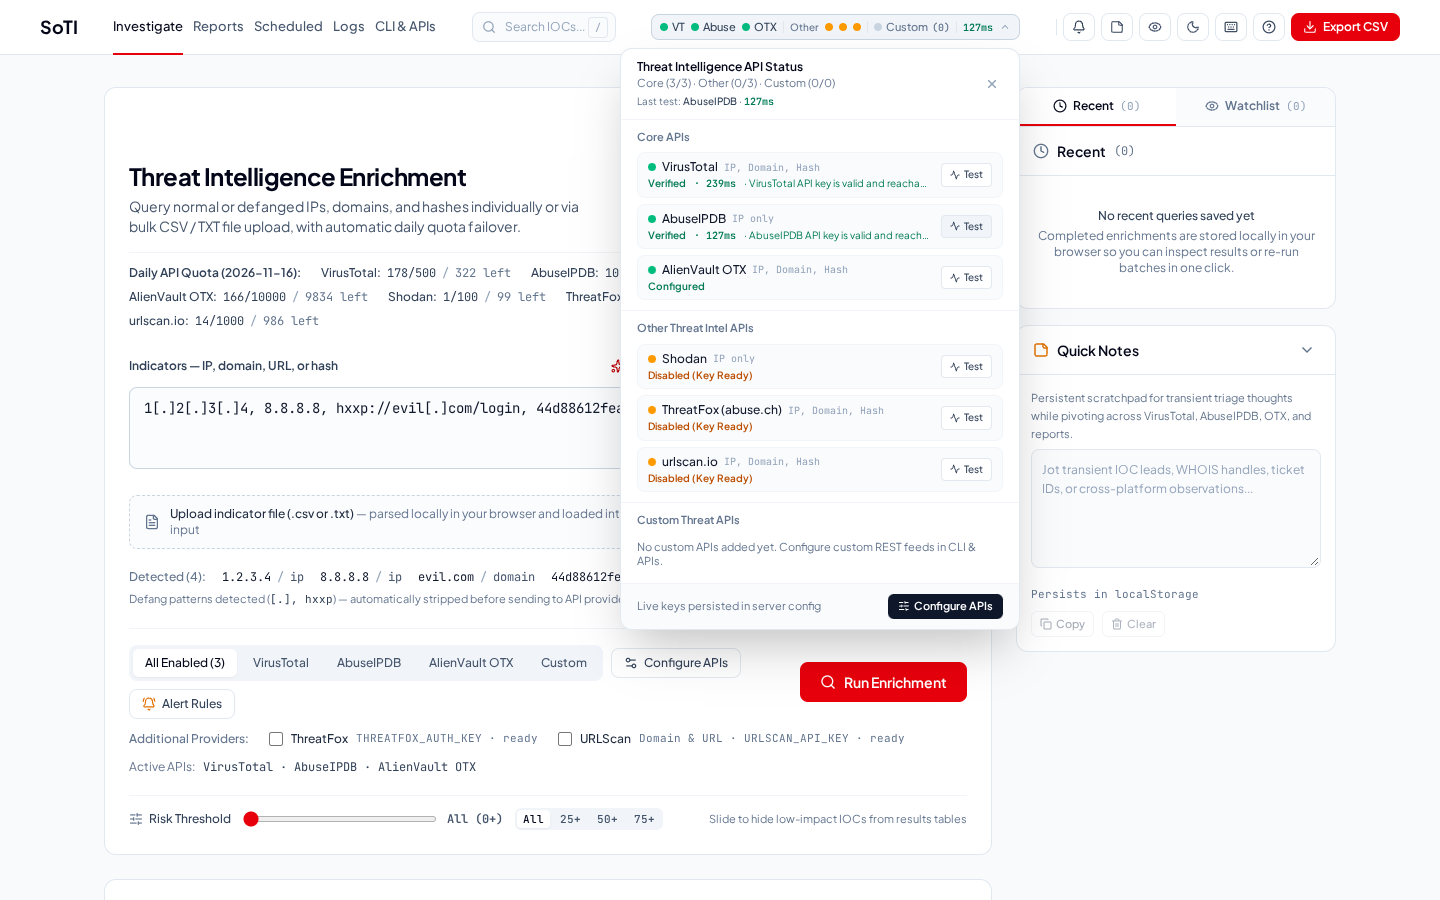 SoTI
Investigate Reports Scheduled Logs CLI & APIs
Search IOCs... /
VT Abuse OTX Other Custom (0) 127ms
Export CSV
Threat Intelligence API Status
Core (3/3) · Other (0/3) · Custom (0/0)
Last test: AbuseIPDB · 127ms
Core APIs
VirusTotal IP, Domain, Hash
Verified · 239ms · VirusTotal API key is valid and reacha...
Test
AbuseIPDB IP only
Verified · 127ms · AbuseIPDB API key is valid and reach...
Test
AlienVault OTX IP, Domain, Hash
Configured
Test
Other Threat Intel APIs
Shodan IP only
Disabled (Key Ready)
Test
ThreatFox (abuse.ch) IP, Domain, Hash
Disabled (Key Ready)
Test
urlscan.io IP, Domain, Hash
Disabled (Key Ready)
Test
Custom Threat APIs
No custom APIs added yet. Configure custom REST feeds in CLI &
APIs.
Live keys persisted in server config
Configure APIs
Threat Intelligence Enrichment
Query normal or defanged IPs, domains, and hashes individually or via
bulk CSV / TXT file upload, with automatic daily quota failover.
Daily API Quota (2026-11-16): VirusTotal: 178/500 / 322 left AbuseIPDB: 10
AlienVault OTX: 166/10000 / 9834 left Shodan: 1/100 / 99 left ThreatFo
urlscan.io: 14/1000 / 986 left
Indicators — IP, domain, URL, or hash
1[.]2[.]3[.]4, 8.8.8.8, hxxp://evil[.]com/login, 44d88612fea
Upload indicator file (.csv or .txt) — parsed locally in your browser and loaded int
input
Detected (4): 1.2.3.4 / ip 8.8.8.8 / ip evil.com / domain 44d88612fe
Defang patterns detected ([.], hxxp) — automatically stripped before sending to API provid
All Enabled (3) VirusTotal AbuseIPDB AlienVault OTX Custom
Configure APIs
Alert Rules
Run Enrichment
Additional Providers: ThreatFox THREATFOX_AUTH_KEY · ready URLScan Domain & URL · URLSCAN_API_KEY · ready
Active APIs: VirusTotal · AbuseIPDB · AlienVault OTX
Risk Threshold All (0+) All 25+ 50+ 75+ Slide to hide low-impact IOCs from results tables
Recent (0) Watchlist (0)
Recent (0)
No recent queries saved yet
Completed enrichments are stored locally in your
browser so you can inspect results or re-run
batches in one click.
Quick Notes
Persistent scratchpad for transient triage thoughts
while pivoting across VirusTotal, AbuseIPDB, OTX, and
reports.
Jot transient IOC leads, WHOIS handles, ticket
IDs, or cross-platform observations...
Persists in localStorage
Copy Clear